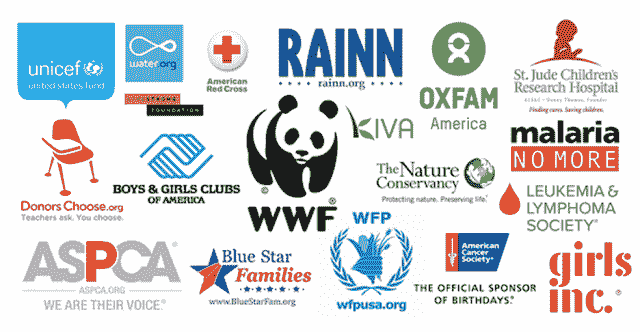 unicef
united states fund
water.org
American
Red Cross
RAINN
rainn.org
OXFAM
America
St. Jude Children's
Research Hospital
Finding cures. Saving children.
FOUNDATION
KIVA
malaria
NO MORE
DonorsChoose.org
Teachers ask. You choose.
BOYS & GIRLS CLUBS
OF AMERICA
©
WWF®
The Nature
Conservancy
Protecting nature. Preserving life.®
LEUKEMIA &
LYMPHOMA
SOCIETY®
ASPCA®
ASPCA.ORG
WE ARE THEIR VOICE.®
Blue Star
Families
www.BlueStarFam.org
WFP
wfpusa.org
American
Cancer
Society®
THE OFFICIAL SPONSOR
OF BIRTHDAYS.®
girls
inc.®